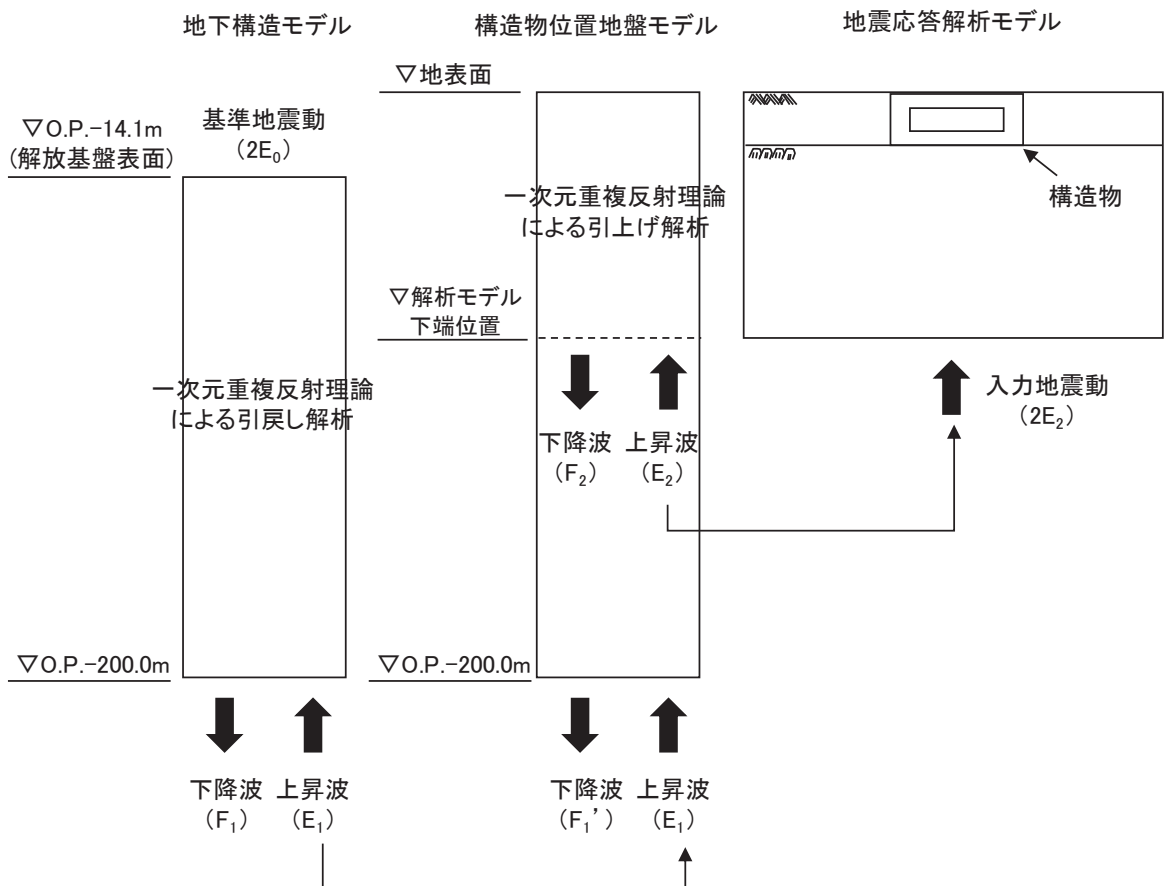 地下構造モデル
▽O.P.-14.1m
(解放基盤表面)
基準地震動
(2E₀)
一次元重複反射理論
による引戻し解析
▽O.P.-200.0m
下降波
(F₁)
上昇波
(E₁)
構造物位置地盤モデル
▽地表面
一次元重複反射理論
による引上げ解析
▽解析モデル
下端位置
下降波
(F₂)
上昇波
(E₂)
▽O.P.-200.0m
下降波
(F₁’)
上昇波
(E₁)
地震応答解析モデル
構造物
入力地震動
(2E₂)